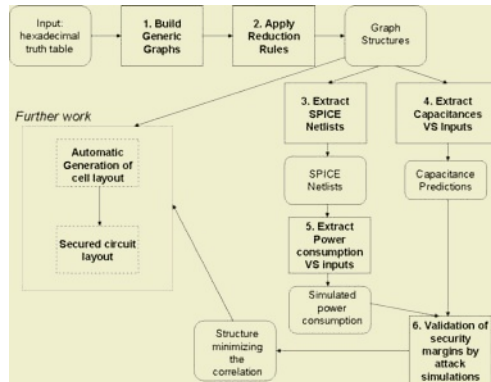 Input:
hexadecimal
truth table
1. Build
Generic
Graphs
2. Apply
Reduction
Rules
Graph
Structures
Further work
Automatic
Generation of
cell layout
Secured circuit
layout
3. Extract
SPICE
Netlists
4. Extract
Capacitances
VS Inputs
SPICE
Netlists
Capacitance
Predictions
5. Extract
Power
consumption
VS inputs
Simulated
power
consumption
Structure
minimizing
the
correlation
6. Validation of
security
margins by
attack
simulations